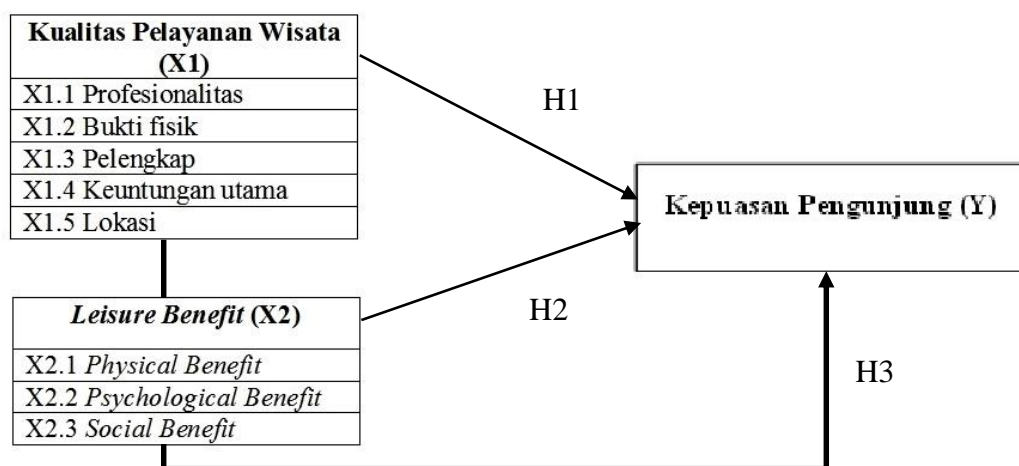 Kualitas Pelayanan Wisata
(X1)
X1.1 Profesionalitas
X1.2 Bukti fisik
X1.3 Pelengkap
X1.4 Keuntungan utama
X1.5 Lokasi
H1
Kepuasan Pengunjung (Y)
Leisure Benefit (X2)
X2.1 Physical Benefit
X2.2 Psychological Benefit
X2.3 Social Benefit
H2
H3